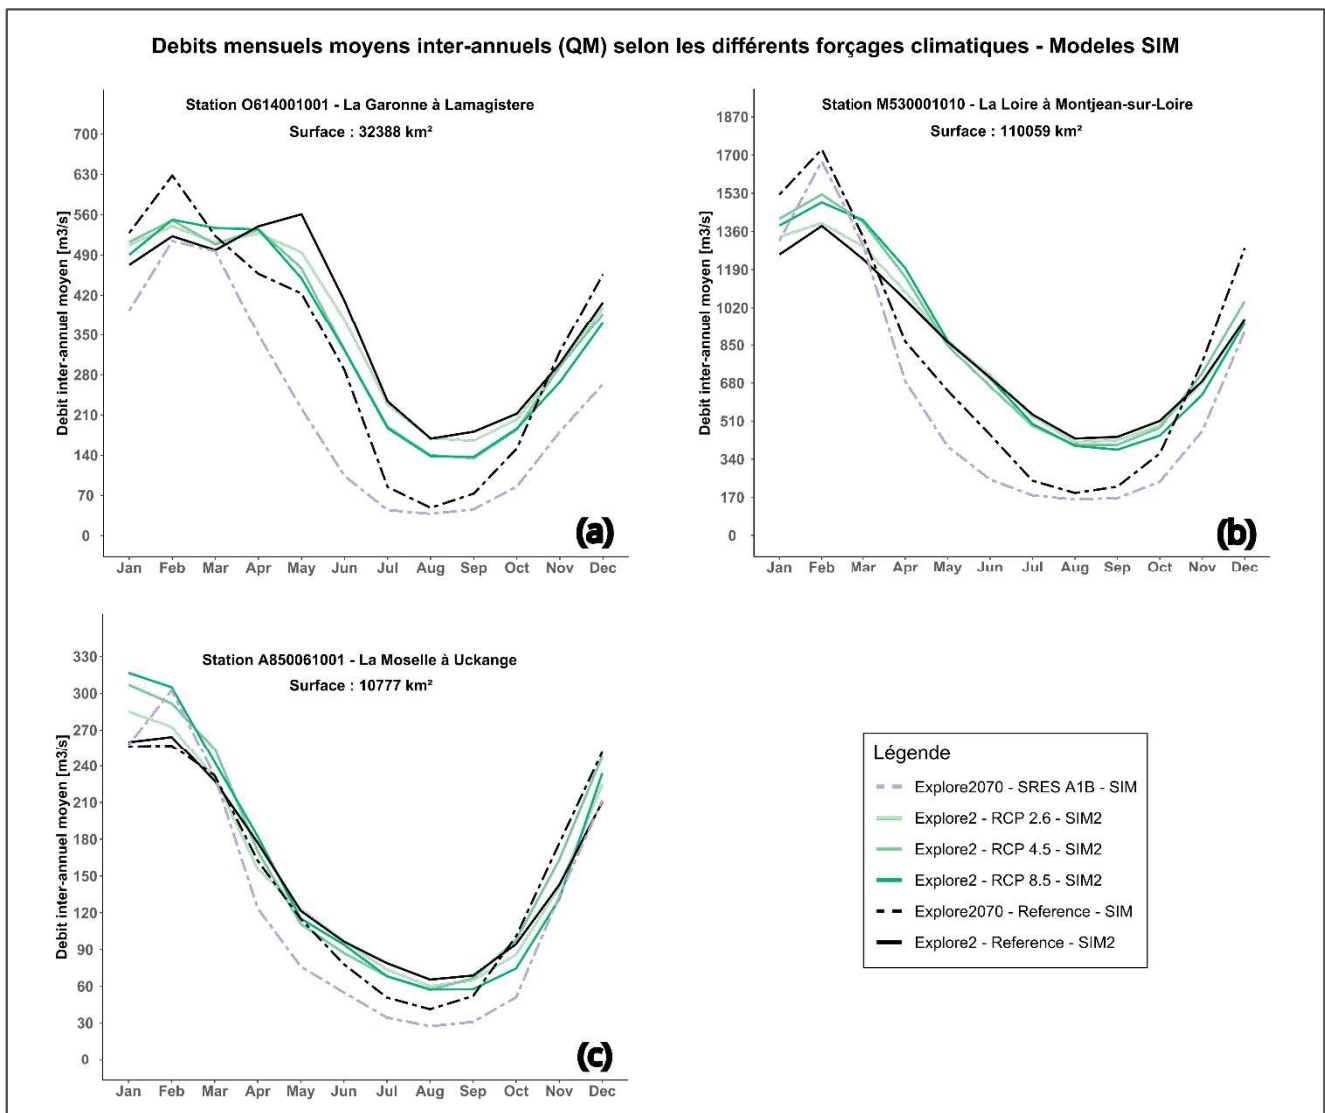 Debits mensuels moyens inter-annuels (QM) selon les différents forçages climatiques - Modeles SIM
Station O614001001 - La Garonne à Lamagistere
Surface : 32388 km²
Debit inter-annuel moyen [m3/s]
700
630
560
490
420
350
280
210
140
70
0
Jan Feb Mar Apr May Jun Jul Aug Sep Oct Nov Dec
(a)
Station M530001010 - La Loire à Montjean-sur-Loire
Surface : 110059 km²
Debit inter-annuel moyen [m3/s]
1870
1700
1530
1360
1190
1020
850
680
510
340
170
0
Jan Feb Mar Apr May Jun Jul Aug Sep Oct Nov Dec
(b)
Station A850061001 - La Moselle à Uckange
Surface : 10777 km²
Debit inter-annuel moyen [m3/s]
330
300
270
240
210
180
150
120
90
60
30
0
Jan Feb Mar Apr May Jun Jul Aug Sep Oct Nov Dec
(c)
Légende
Explore2070 - SRES A1B - SIM
Explore2 - RCP 2.6 - SIM2
Explore2 - RCP 4.5 - SIM2
Explore2 - RCP 8.5 - SIM2
Explore2070 - Reference - SIM
Explore2 - Reference - SIM2